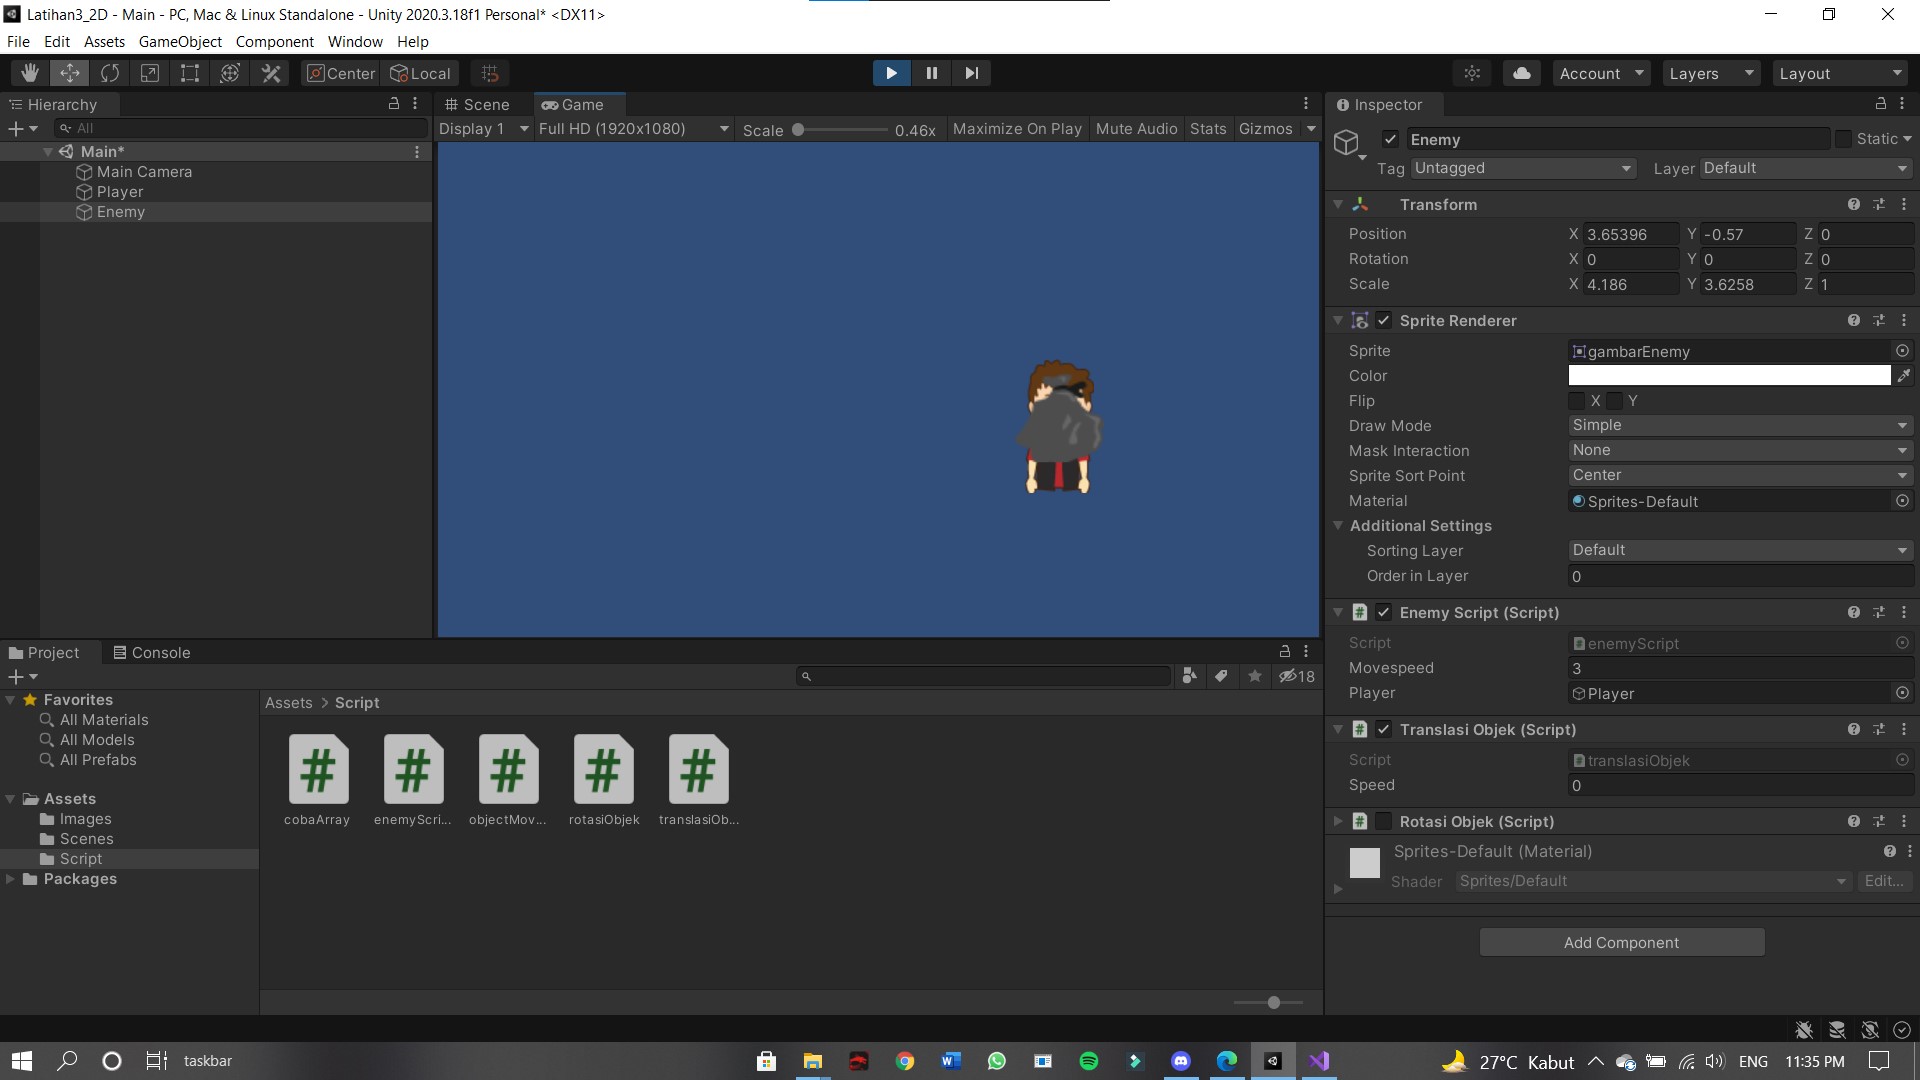 Latihan3_2D - Main - PC, Mac & Linux Standalone - Unity 2020.3.18f1 Personal* <DX11>
File Edit Assets GameObject Component Window Help
Center Local Account Layers Layout
Hierarchy
All
Main*
Main Camera
Player
Enemy
Scene Game
Display 1 Full HD (1920x1080) Scale 0.46x Maximize On Play Mute Audio Stats Gizmos
Inspector
Enemy Static
Tag Untagged Layer Default
Transform
Position X 3.65396 Y -0.57 Z 0
Rotation X 0 Y 0 Z 0
Scale X 4.186 Y 3.6258 Z 1
Sprite Renderer
Sprite gambarEnemy
Color
Flip X Y
Draw Mode Simple
Mask Interaction None
Sprite Sort Point Center
Material Sprites-Default
Additional Settings
Sorting Layer Default
Order in Layer 0
# Enemy Script (Script)
Script enemyScript
Movespeed 3
Player Player
# Translasi Objek (Script)
Script translasiObjek
Speed 0
# Rotasi Objek (Script)
Sprites-Default (Material)
Shader Sprites/Default Edit...
Add Component
Project Console
18
Favorites
All Materials
All Models
All Prefabs
Assets
Images
Scenes
Script
Packages
Assets > Script
# # # # #
cobaArray enemyScri... objectMov... rotasiObjek translasiOb...
taskbar
27°C Kabut ENG 11:35 PM